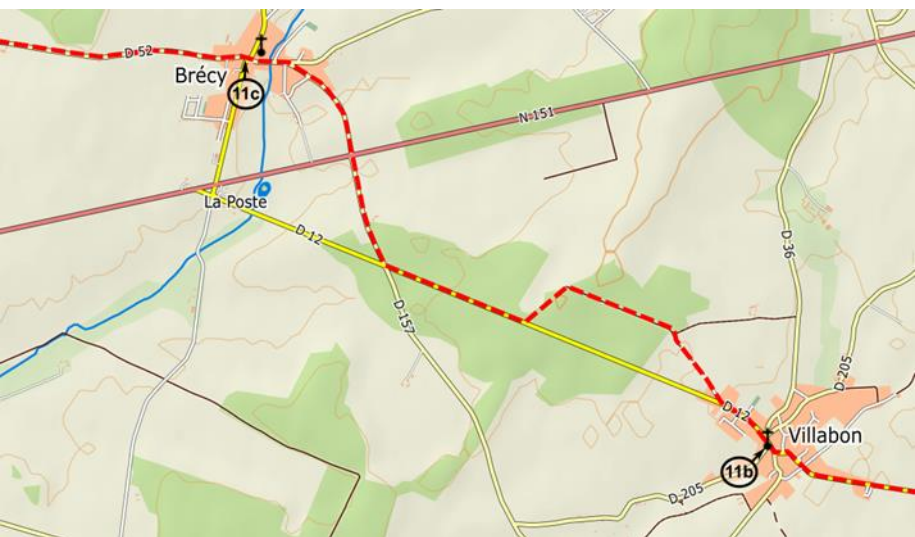 D 52
Brécy
11c
N 151
La Poste
D 12
D 36
D 157
D 205
D 12
Villabon
11b
D 205